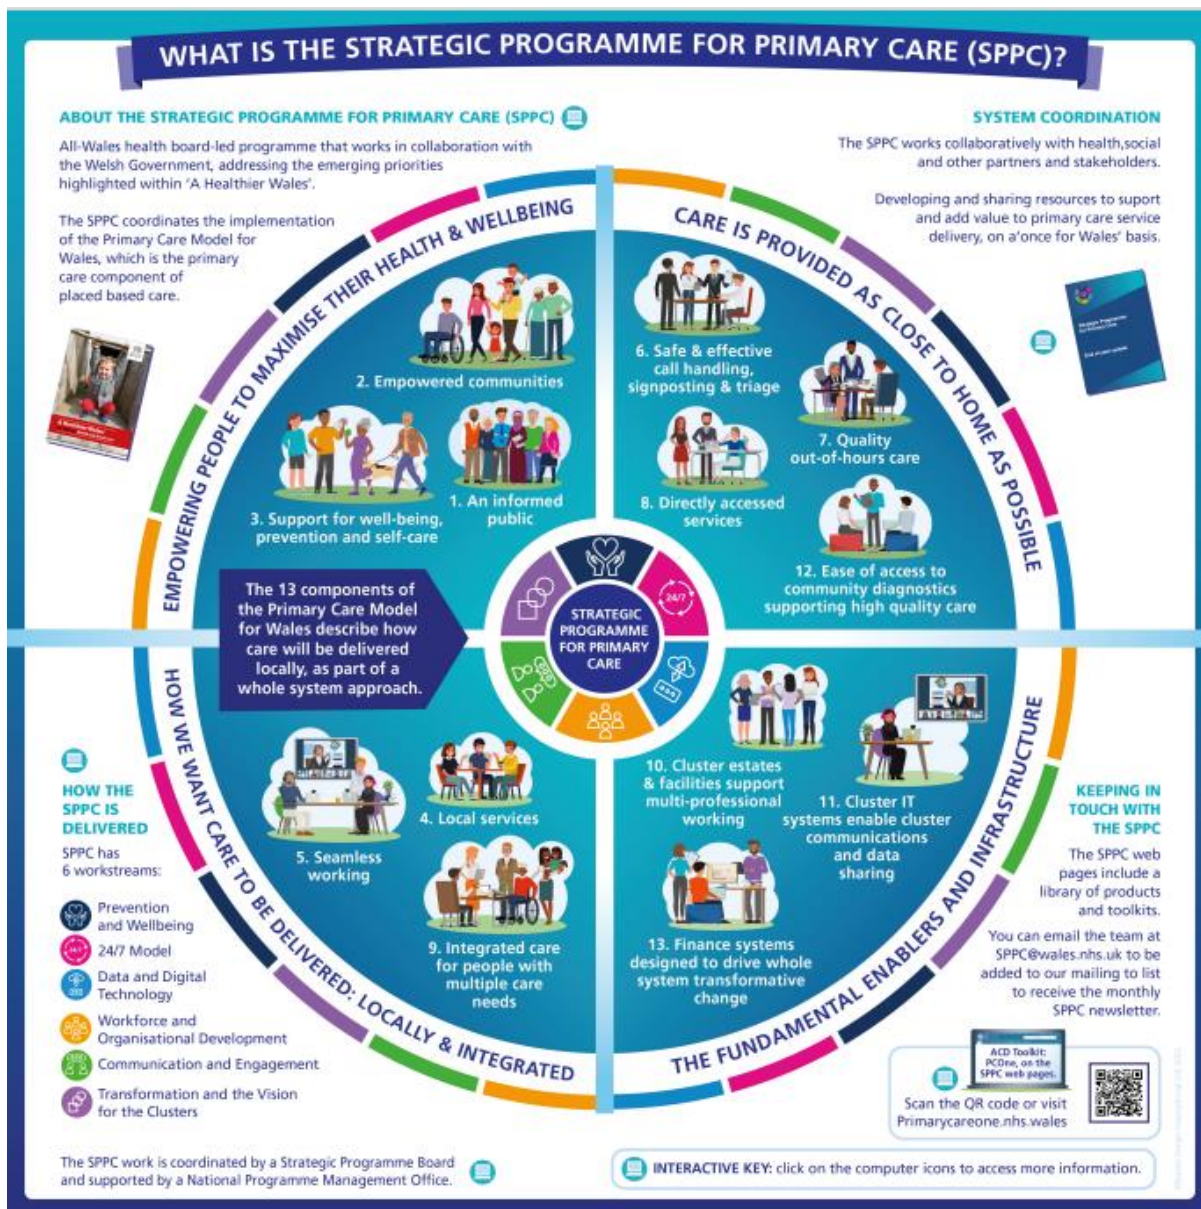 WHAT IS THE STRATEGIC PROGRAMME FOR PRIMARY CARE (SPPC)?
ABOUT THE STRATEGIC PROGRAMME FOR PRIMARY CARE (SPPC)
All-Wales health board-led programme that works in collaboration with
the Welsh Government, addressing the emerging priorities
highlighted within 'A Healthier Wales'.
The SPPC coordinates the implementation
of the Primary Care Model for
Wales, which is the primary
care component of
placed based care.
SYSTEM COORDINATION
The SPPC works collaboratively with health,social
and other partners and stakeholders.
Developing and sharing resources to suport
and add value to primary care service
delivery, on a'once for Wales' basis.
A Healthier Wales
Strategic Programme
for Primary Care
EMPOWERING PEOPLE TO MAXIMISE THEIR HEALTH & WELLBEING
2. Empowered communities
1. An informed
public
3. Support for well-being,
prevention and self-care
CARE IS PROVIDED AS CLOSE TO HOME AS POSSIBLE
6. Safe & effective
call handling,
signposting & triage
7. Quality
out-of-hours care
8. Directly accessed
services
12. Ease of access to
community diagnostics
supporting high quality care
The 13 components of
the Primary Care Model
for Wales describe how
care will be delivered
locally, as part of a
whole system approach.
24/7
STRATEGIC
PROGRAMME
FOR PRIMARY
CARE
HOW WE WANT CARE TO BE DELIVERED: LOCALLY & INTEGRATED
4. Local services
5. Seamless
working
9. Integrated care
for people with
multiple care
needs
THE FUNDAMENTAL ENABLERS AND INFRASTRUCTURE
10. Cluster estates
& facilities support
multi-professional
working
11. Cluster IT
systems enable cluster
communications
and data
sharing
13. Finance systems
designed to drive whole
system transformative
change
HOW THE
SPPC IS
DELIVERED
SPPC has
6 workstreams:
Prevention
and Wellbeing
24/7 Model
Data and Digital
Technology
Workforce and
Organisational Development
Communication and Engagement
Transformation and the Vision
for the Clusters
KEEPING IN
TOUCH WITH
THE SPPC
The SPPC web
pages include a
library of products
and toolkits.
You can email the team at
SPPC@wales.nhs.uk to be
added to our mailing to list
to receive the monthly
SPPC newsletter.
ACD Toolkit:
PCOne, on the
SPPC web pages.
Scan the QR code or visit
Primarycareone.nhs.wales
The SPPC work is coordinated by a Strategic Programme Board
and supported by a National Programme Management Office.
INTERACTIVE KEY: click on the computer icons to access more information.